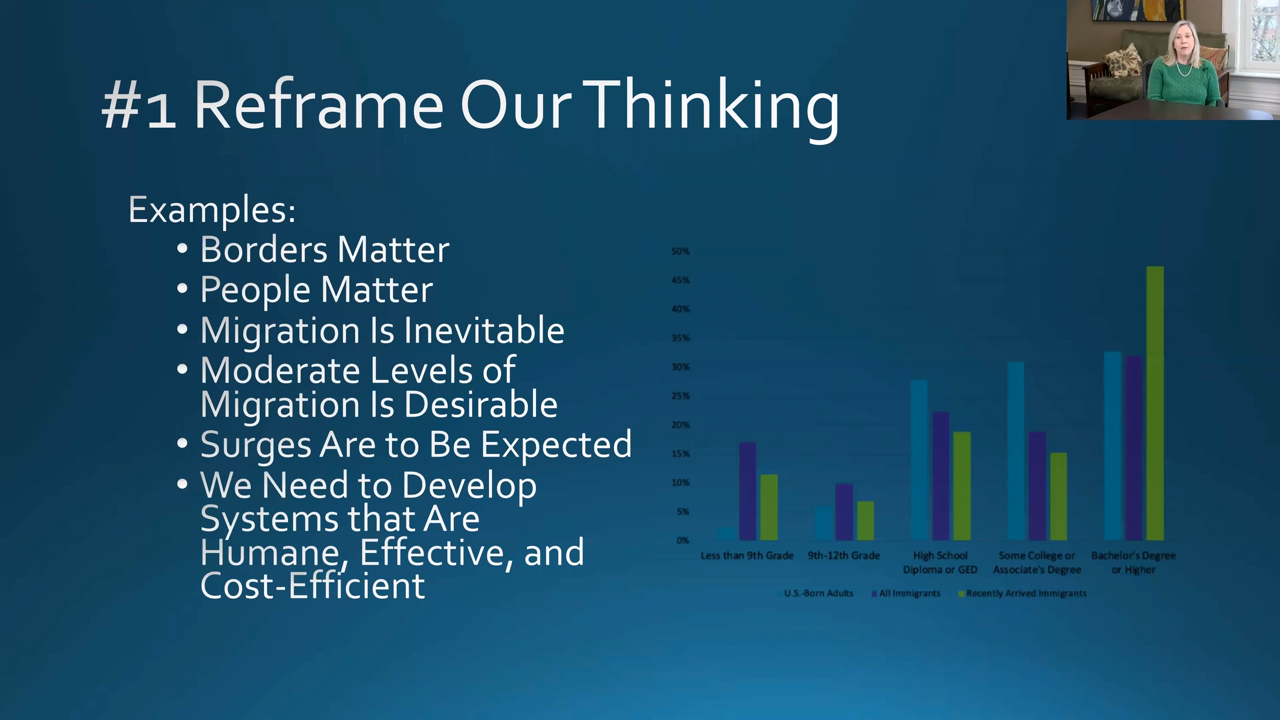 #1 Reframe Our Thinking
Examples:
• Borders Matter
• People Matter
• Migration Is Inevitable
• Moderate Levels of
Migration Is Desirable
• Surges Are to Be Expected
• We Need to Develop
Systems that Are
Humane, Effective, and
Cost-Efficient
50%
45%
40%
35%
30%
25%
20%
15%
10%
5%
0%
Less than 9th Grade
9th-12th Grade
High School
Diploma or GED
Some College or
Associate's Degree
Bachelor's Degree
or Higher
U.S.-Born Adults
All Immigrants
Recently Arrived Immigrants